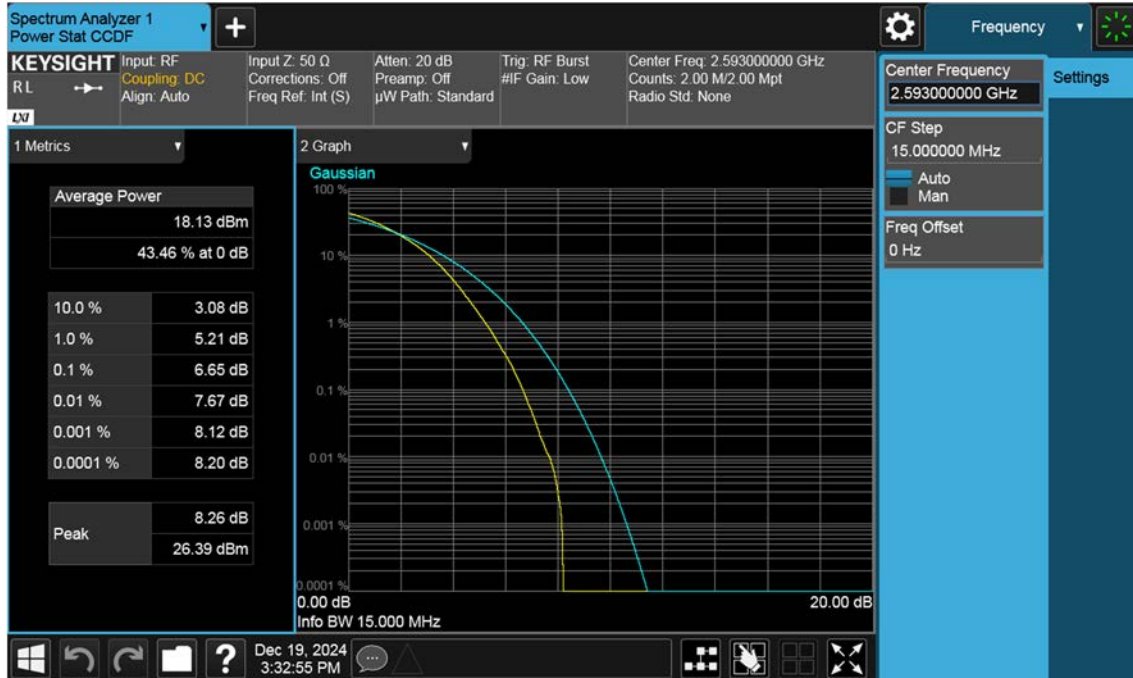 Spectrum Analyzer 1
Power Stat CCDF
Frequency
KEYSIGHT
R L
LXI
Input: RF
Coupling: DC
Align: Auto
Input Z: 50 Ω
Corrections: Off
Freq Ref: Int (S)
Atten: 20 dB
Preamp: Off
µW Path: Standard
Trig: RF Burst
#IF Gain: Low
Center Freq: 2.593000000 GHz
Counts: 2.00 M/2.00 Mpt
Radio Std: None
Center Frequency
2.593000000 GHz
Settings
CF Step
15.000000 MHz
Auto
Man
Freq Offset
0 Hz
1 Metrics
Average Power
18.13 dBm
43.46 % at 0 dB
10.0 % 3.08 dB
1.0 % 5.21 dB
0.1 % 6.65 dB
0.01 % 7.67 dB
0.001 % 8.12 dB
0.0001 % 8.20 dB
Peak
8.26 dB
26.39 dBm
2 Graph
Gaussian
100 %
10 %
1 %
0.1 %
0.01 %
0.001 %
0.0001 %
0.00 dB 20.00 dB
Info BW 15.000 MHz
Dec 19, 2024
3:32:55 PM